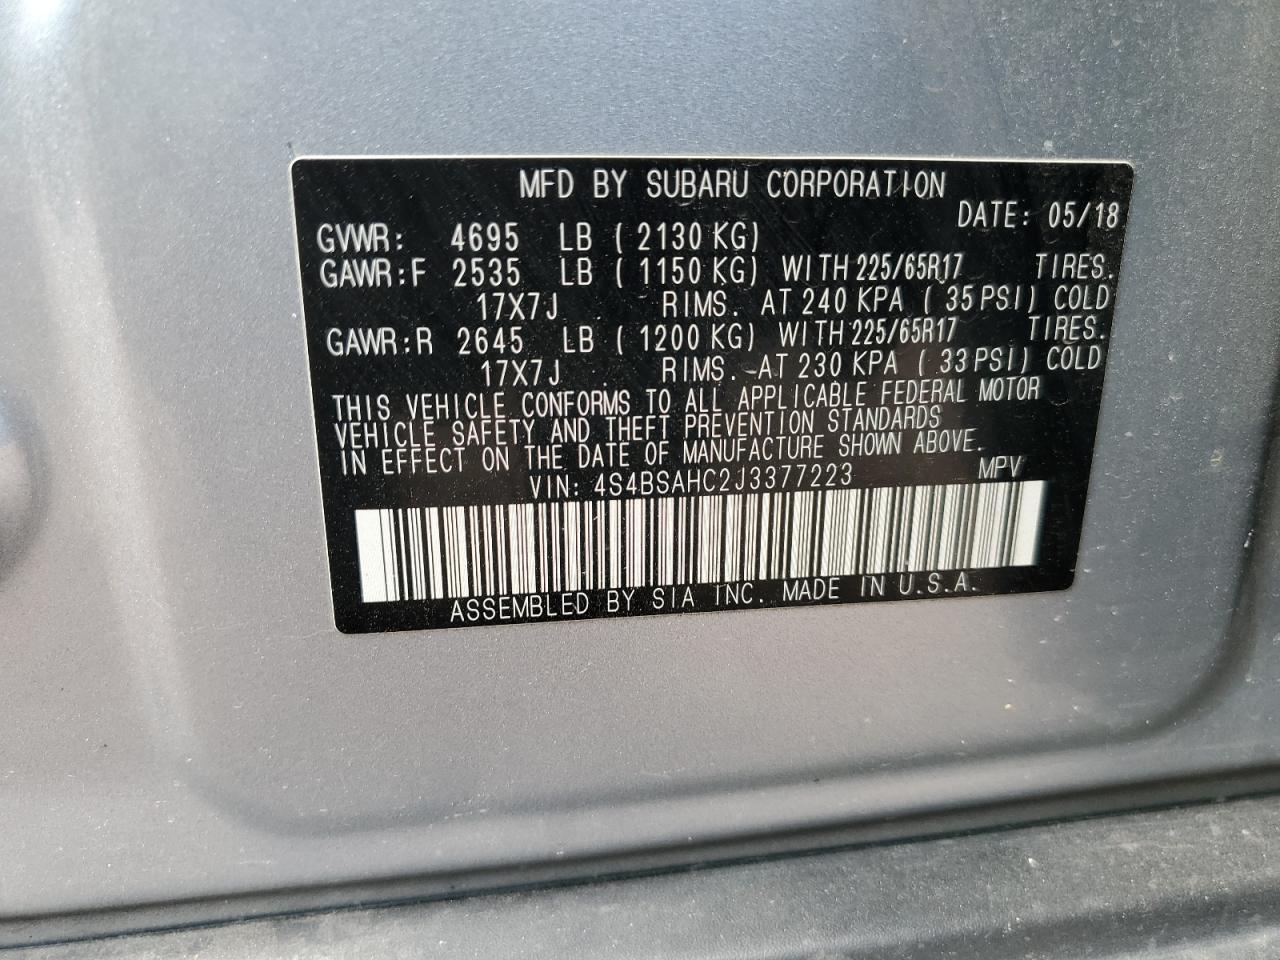 MFD BY SUBARU CORPORATION
DATE: 05/18
GVWR: 4695 LB ( 2130 KG)
GAWR:F 2535 LB ( 1150 KG) WITH 225/65R17 TIRES.
17X7J RIMS. AT 240 KPA ( 35 PSI) COLD
GAWR:R 2645 LB ( 1200 KG) WITH 225/65R17 TIRES.
17X7J RIMS. AT 230 KPA ( 33 PSI) COLD
THIS VEHICLE CONFORMS TO ALL APPLICABLE FEDERAL MOTOR
VEHICLE SAFETY AND THEFT PREVENTION STANDARDS
IN EFFECT ON THE DATE OF MANUFACTURE SHOWN ABOVE.
VIN: 4S4BSAHC2J3377223 MPV
ASSEMBLED BY SIA INC. MADE IN U.S.A.